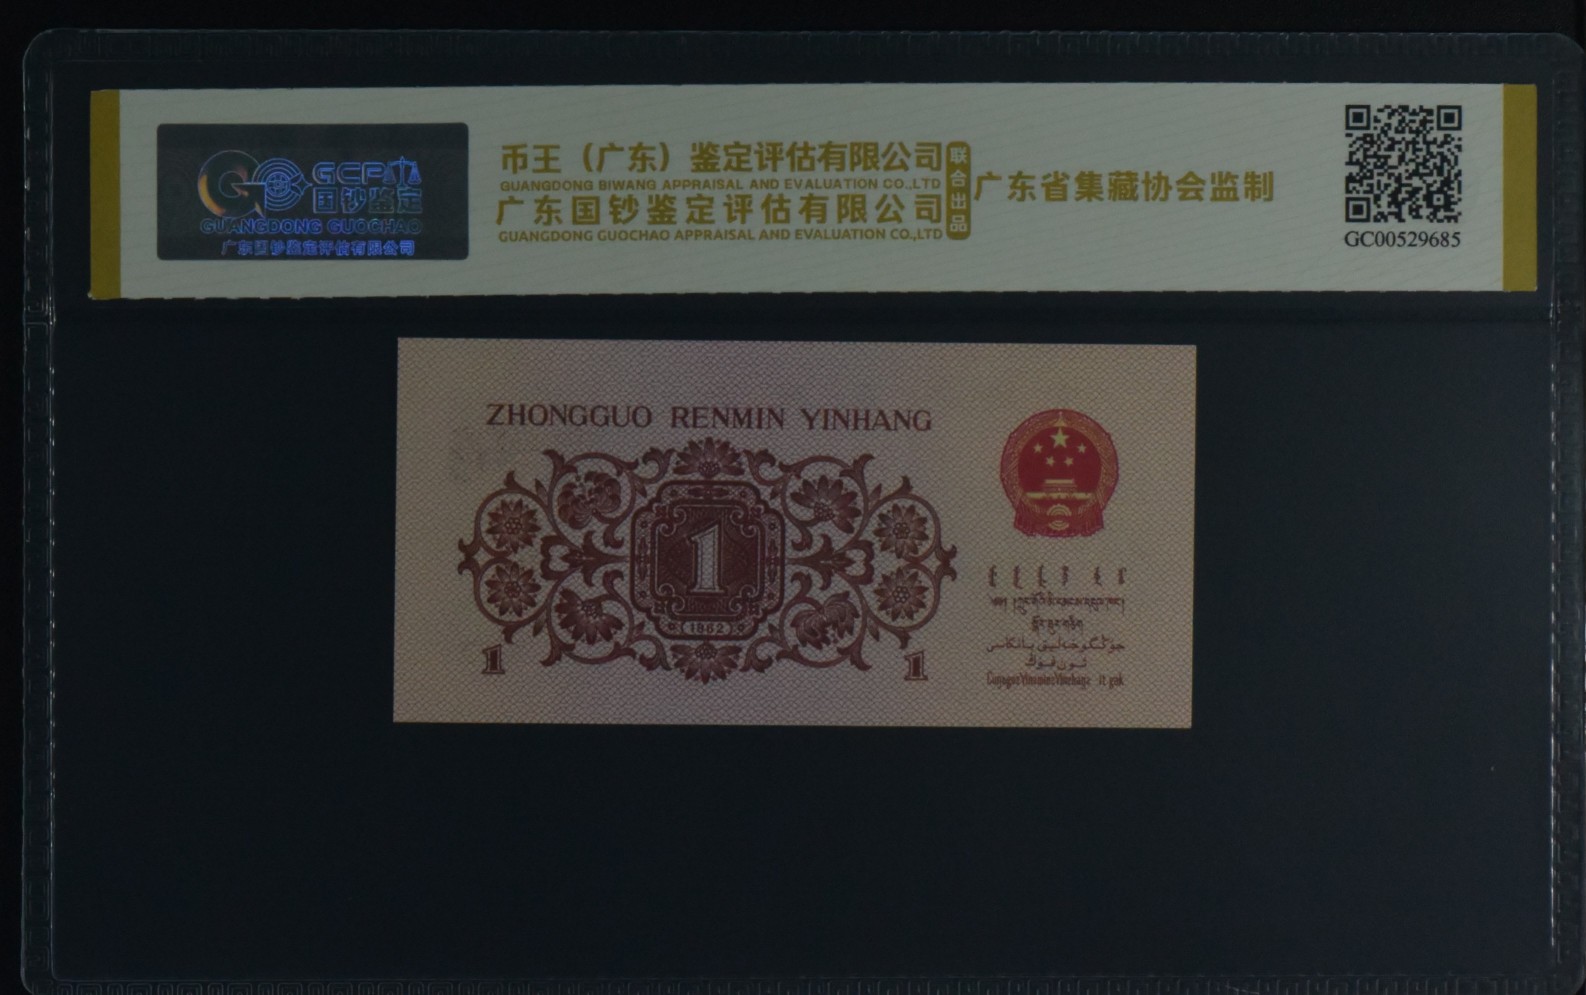 GCP
国钞鉴定
GUANGDONG GUOCHAO
广东国钞鉴定评估有限公司
币王（广东）鉴定评估有限公司
GUANGDONG BIWANG APPRAISAL AND EVALUATION CO.,LTD
广东国钞鉴定评估有限公司
GUANGDONG GUOCHAO APPRAISAL AND EVALUATION CO.,LTD
联合出品
广东省集藏协会监制
GC00529685
ZHONGGUO RENMIN YINHANG
1
(1962)
1 1